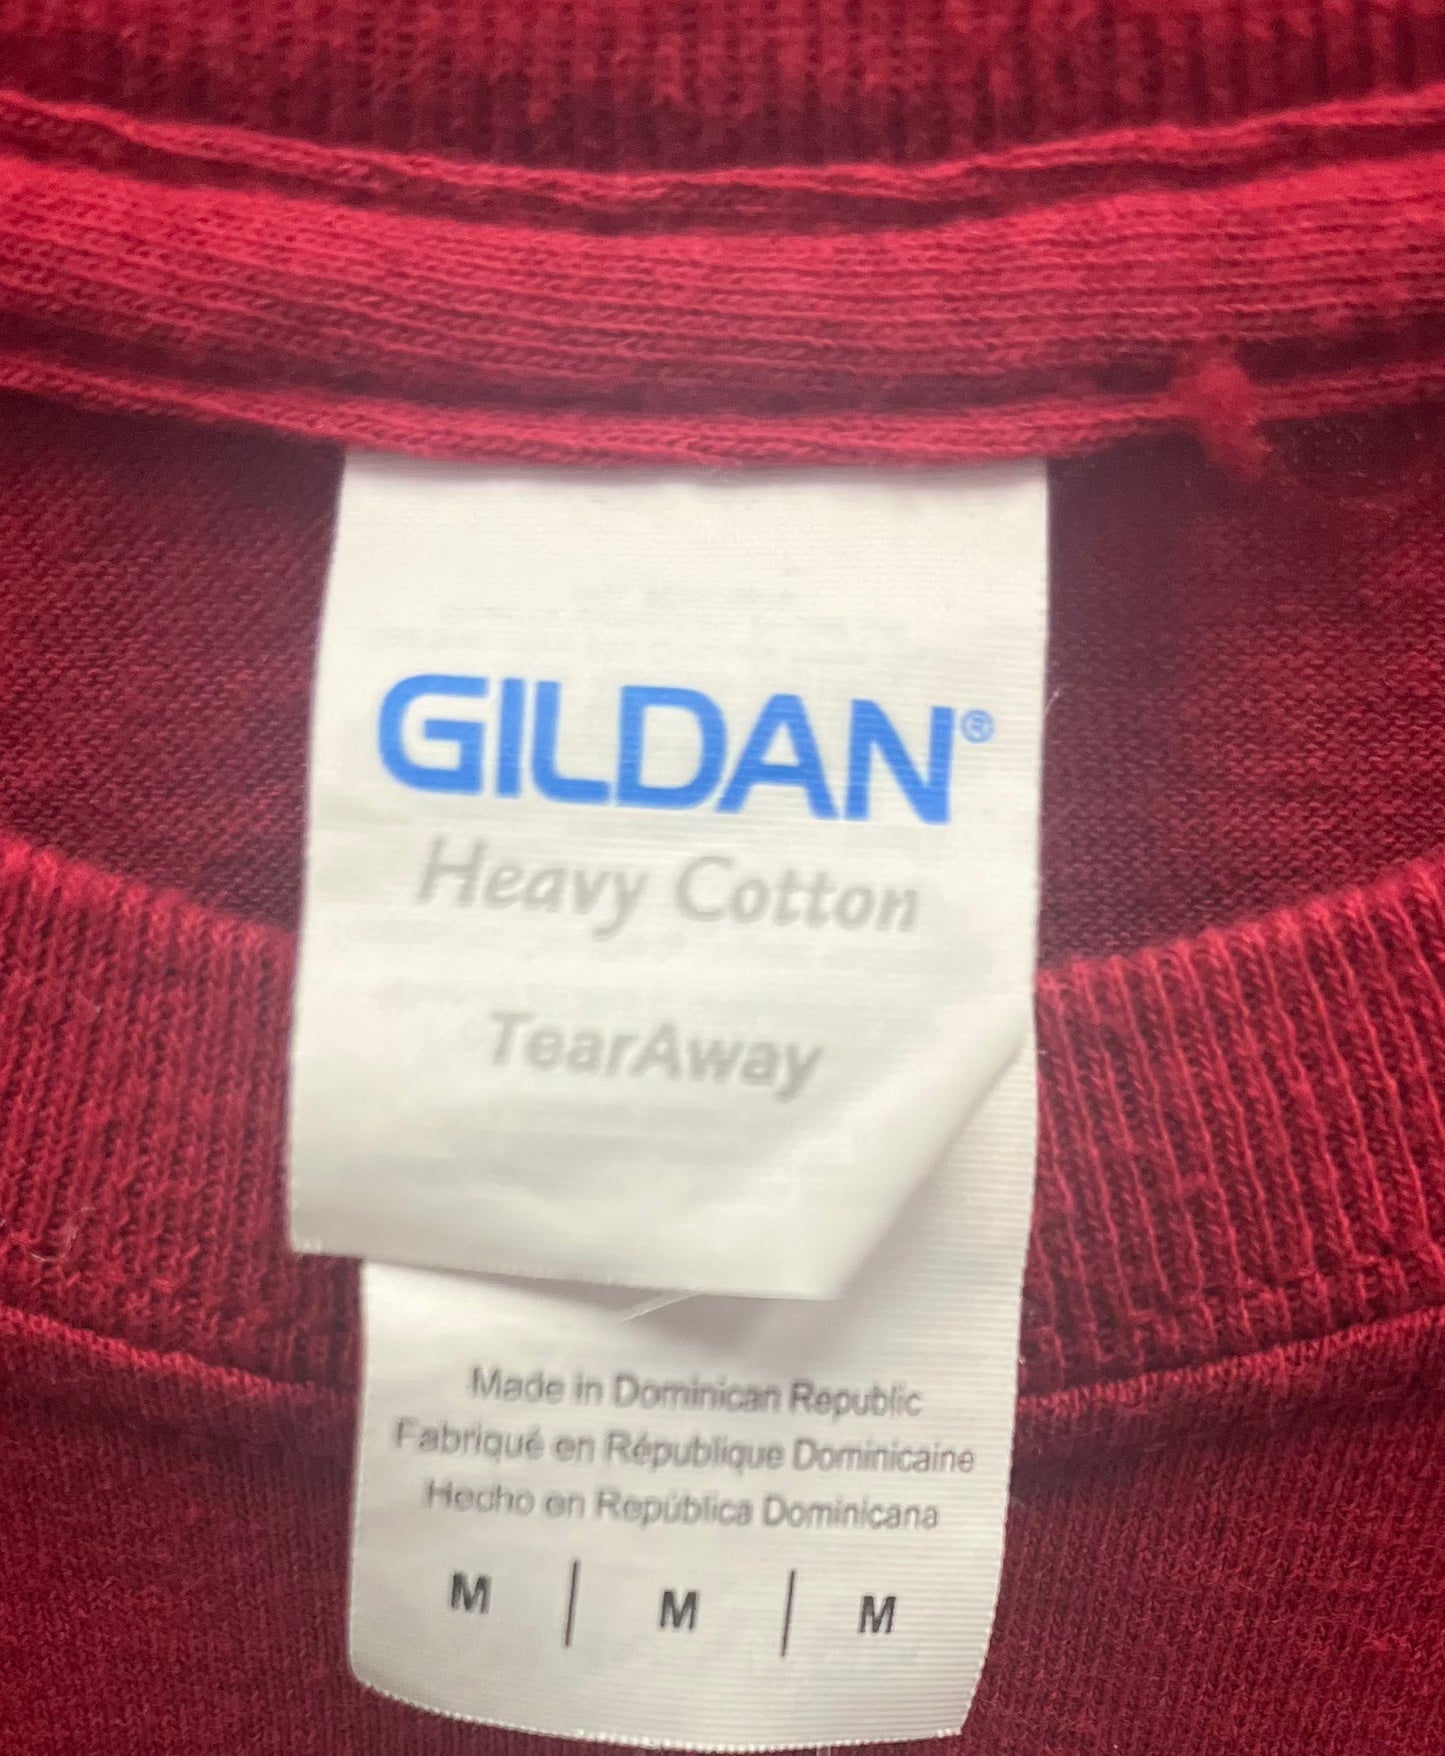 GILDAN®
Heavy Cotton
TearAway
Made in Dominican Republic
Fabriqué en République Dominicaine
Hecho en República Dominicana
M | M | M